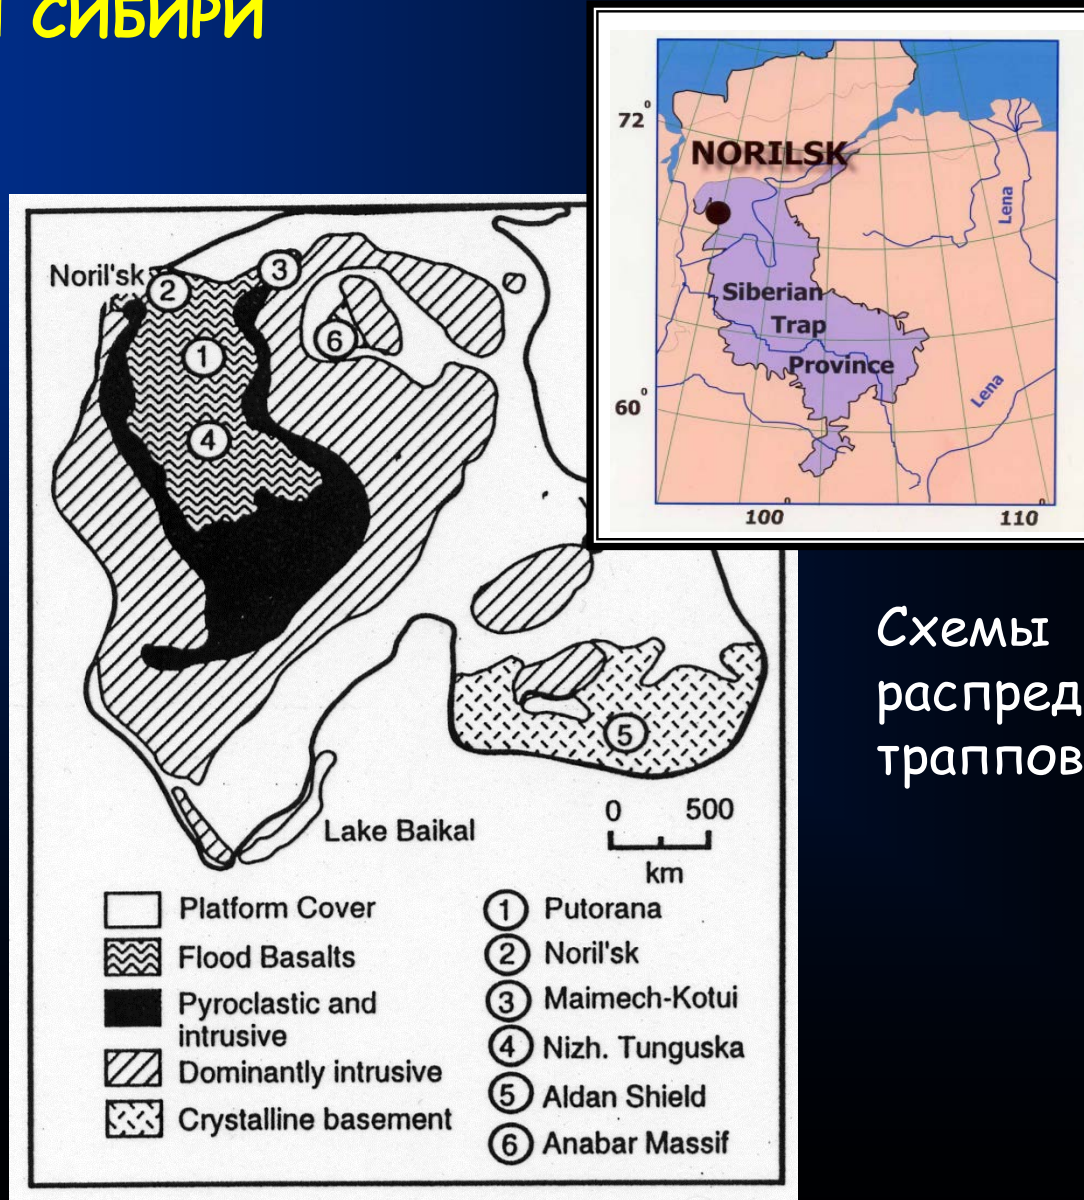 СИБИРИ
72°
NORILSK
Lena
Siberian
Trap
Province
60°
Lena
100°
110°
Noril'sk
3
2
1
6
4
5
Схемы
траппов
Lake Baikal
0 500
km
Platform Cover
Flood Basalts
Pyroclastic and
intrusive
Dominantly intrusive
Crystalline basement
1 Putorana
2 Noril'sk
3 Maimech-Kotui
4 Nizh. Tunguska
5 Aldan Shield
6 Anabar Massif